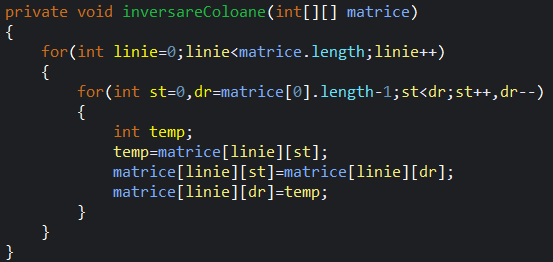 private void inversareColoane(int[][] matrice)
{
    for(int linie=0;linie<matrice.length;linie++)
    {
        for(int st=0,dr=matrice[0].length-1;st<dr;st++,dr--)
        {
            int temp;
            temp=matrice[linie][st];
            matrice[linie][st]=matrice[linie][dr];
            matrice[linie][dr]=temp;
        }
    }
}